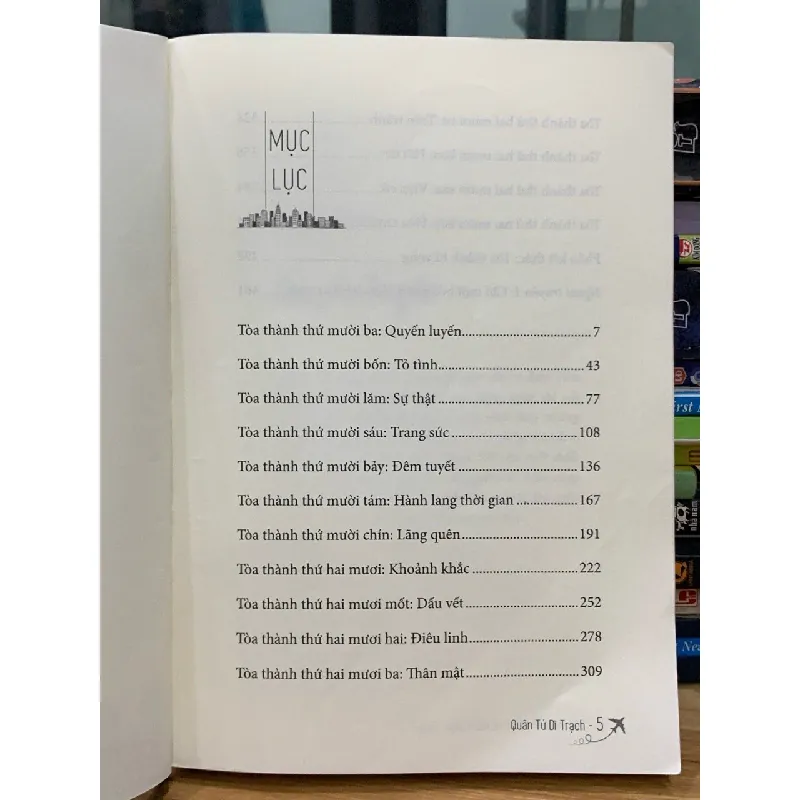 MỤC
LỤC
Tòa thành thứ mười ba: Quyến luyến..........7
Tòa thành thứ mười bốn: Tỏ tình..........43
Tòa thành thứ mười lăm: Sự thật..........77
Tòa thành thứ mười sáu: Trang sức..........108
Tòa thành thứ mười bảy: Đêm tuyết..........136
Tòa thành thứ mười tám: Hành lang thời gian..........167
Tòa thành thứ mười chín: Lãng quên..........191
Tòa thành thứ hai mươi: Khoảnh khắc..........222
Tòa thành thứ hai mươi mốt: Dấu vết..........252
Tòa thành thứ hai mươi hai: Điêu linh..........278
Tòa thành thứ hai mươi ba: Thân mật..........309
Quân Tử Dĩ Trạch - 5
nhã nam